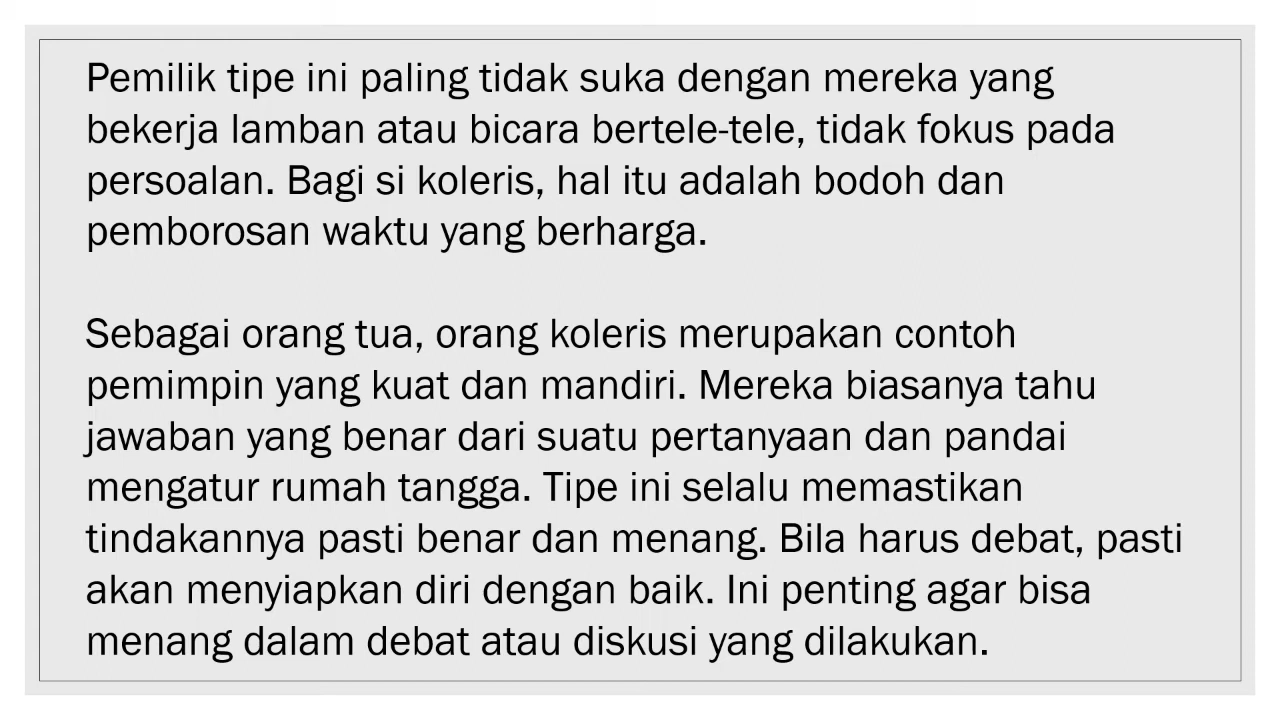 Pemilik tipe ini paling tidak suka dengan mereka yang
bekerja lamban atau bicara bertele-tele, tidak fokus pada
persoalan. Bagi si koleris, hal itu adalah bodoh dan
pemborosan waktu yang berharga.
Sebagai orang tua, orang koleris merupakan contoh
pemimpin yang kuat dan mandiri. Mereka biasanya tahu
jawaban yang benar dari suatu pertanyaan dan pandai
mengatur rumah tangga. Tipe ini selalu memastikan
tindakannya pasti benar dan menang. Bila harus debat, pasti
akan menyiapkan diri dengan baik. Ini penting agar bisa
menang dalam debat atau diskusi yang dilakukan.